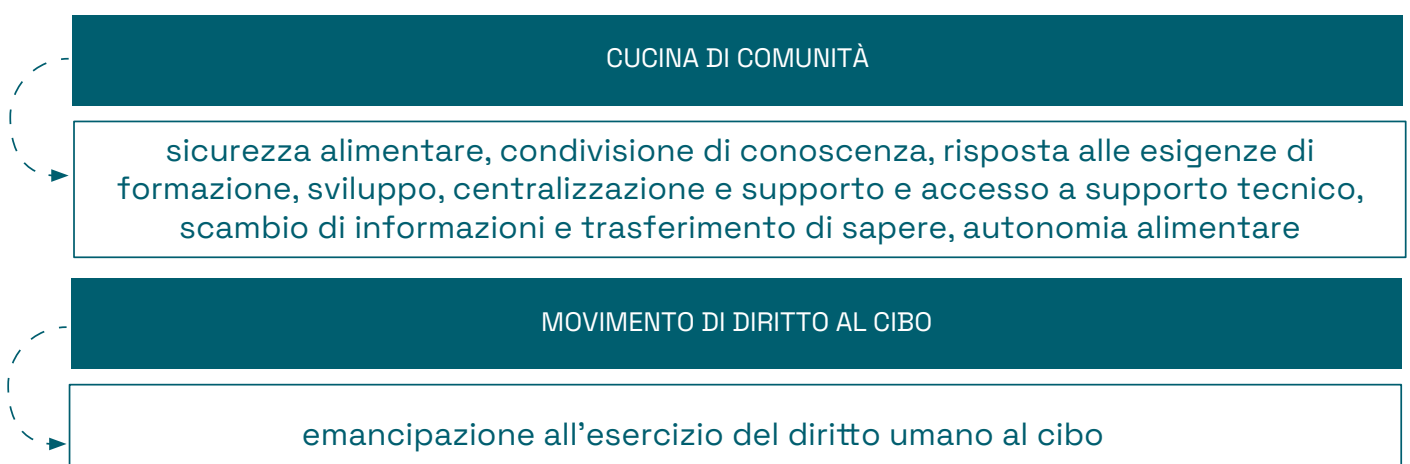 CUCINA DI COMUNITÀ
sicurezza alimentare, condivisione di conoscenza, risposta alle esigenze di
formazione, sviluppo, centralizzazione e supporto e accesso a supporto tecnico,
scambio di informazioni e trasferimento di sapere, autonomia alimentare
MOVIMENTO DI DIRITTO AL CIBO
emancipazione all'esercizio del diritto umano al cibo